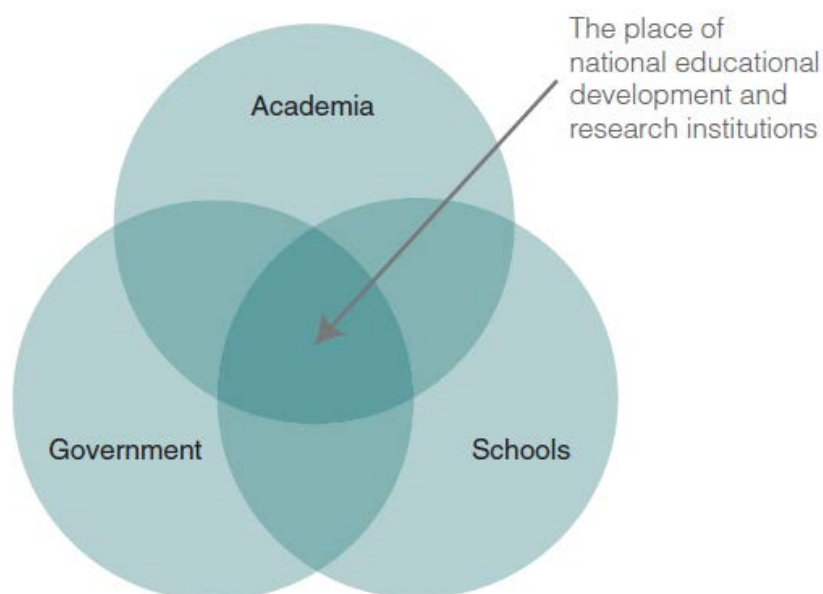 The place of
national educational
development and
research institutions
Academia
Government
Schools